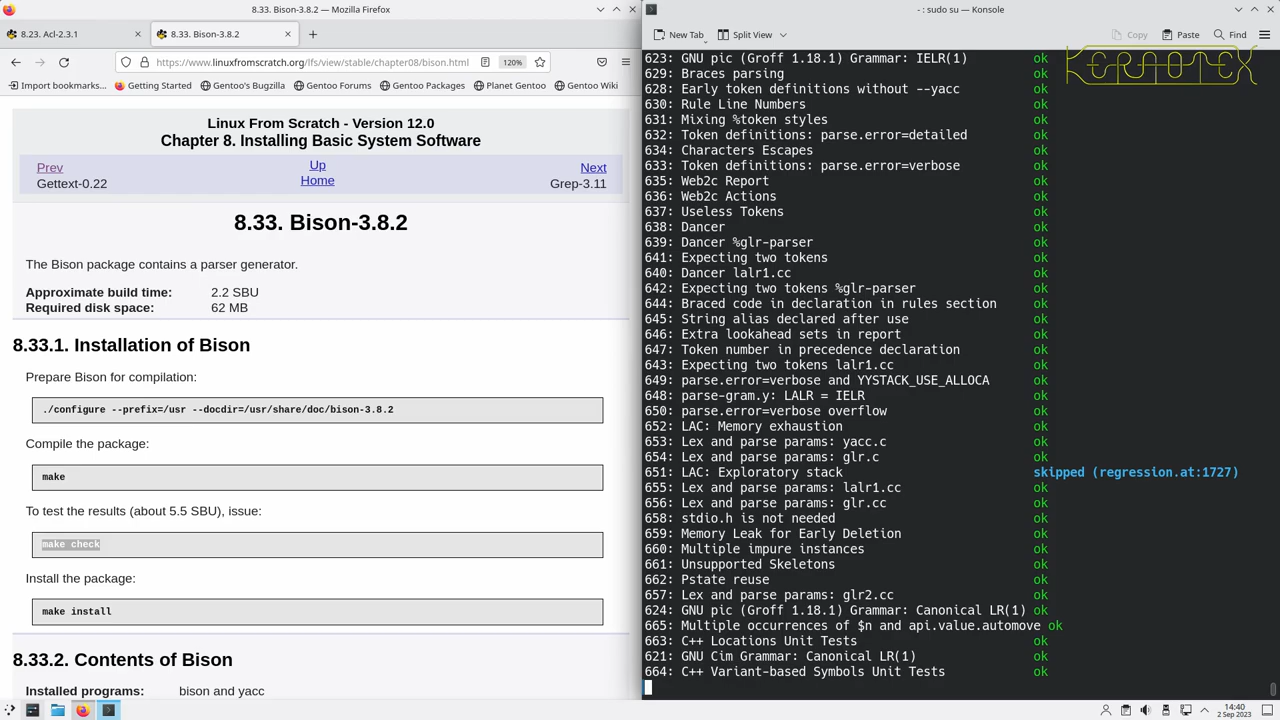 8.33. Bison-3.8.2 — Mozilla Firefox
8.23. Acl-2.3.1
8.33. Bison-3.8.2
https://www.linuxfromscratch.org/lfs/view/stable/chapter08/bison.html
120%
Import bookmarks...
Getting Started
Gentoo's Bugzilla
Gentoo Forums
Gentoo Packages
Planet Gentoo
Gentoo Wiki
Linux From Scratch - Version 12.0
Chapter 8. Installing Basic System Software
Prev
Up
Next
Gettext-0.22
Home
Grep-3.11
8.33. Bison-3.8.2
The Bison package contains a parser generator.
Approximate build time: 2.2 SBU
Required disk space: 62 MB
8.33.1. Installation of Bison
Prepare Bison for compilation:
./configure --prefix=/usr --docdir=/usr/share/doc/bison-3.8.2
Compile the package:
make
To test the results (about 5.5 SBU), issue:
make check
Install the package:
make install
8.33.2. Contents of Bison
Installed programs: bison and yacc
- : sudo su — Konsole
New Tab
Split View
Copy
Paste
Find
KERNOTEX
623: GNU pic (Groff 1.18.1) Grammar: IELR(1) ok
629: Braces parsing ok
628: Early token definitions without --yacc ok
630: Rule Line Numbers ok
631: Mixing %token styles ok
632: Token definitions: parse.error=detailed ok
634: Characters Escapes ok
633: Token definitions: parse.error=verbose ok
635: Web2c Report ok
636: Web2c Actions ok
637: Useless Tokens ok
638: Dancer ok
639: Dancer %glr-parser ok
641: Expecting two tokens ok
640: Dancer lalr1.cc ok
642: Expecting two tokens %glr-parser ok
644: Braced code in declaration in rules section ok
645: String alias declared after use ok
646: Extra lookahead sets in report ok
647: Token number in precedence declaration ok
643: Expecting two tokens lalr1.cc ok
649: parse.error=verbose and YYSTACK_USE_ALLOCA ok
648: parse-gram.y: LALR = IELR ok
650: parse.error=verbose overflow ok
652: LAC: Memory exhaustion ok
653: Lex and parse params: yacc.c ok
654: Lex and parse params: glr.c ok
651: LAC: Exploratory stack skipped (regression.at:1727)
655: Lex and parse params: lalr1.cc ok
656: Lex and parse params: glr.cc ok
658: stdio.h is not needed ok
659: Memory Leak for Early Deletion ok
660: Multiple impure instances ok
661: Unsupported Skeletons ok
662: Pstate reuse ok
657: Lex and parse params: glr2.cc ok
624: GNU pic (Groff 1.18.1) Grammar: Canonical LR(1) ok
665: Multiple occurrences of $n and api.value.automove ok
663: C++ Locations Unit Tests ok
621: GNU Cim Grammar: Canonical LR(1) ok
664: C++ Variant-based Symbols Unit Tests ok
14:40
2 Sep 2023